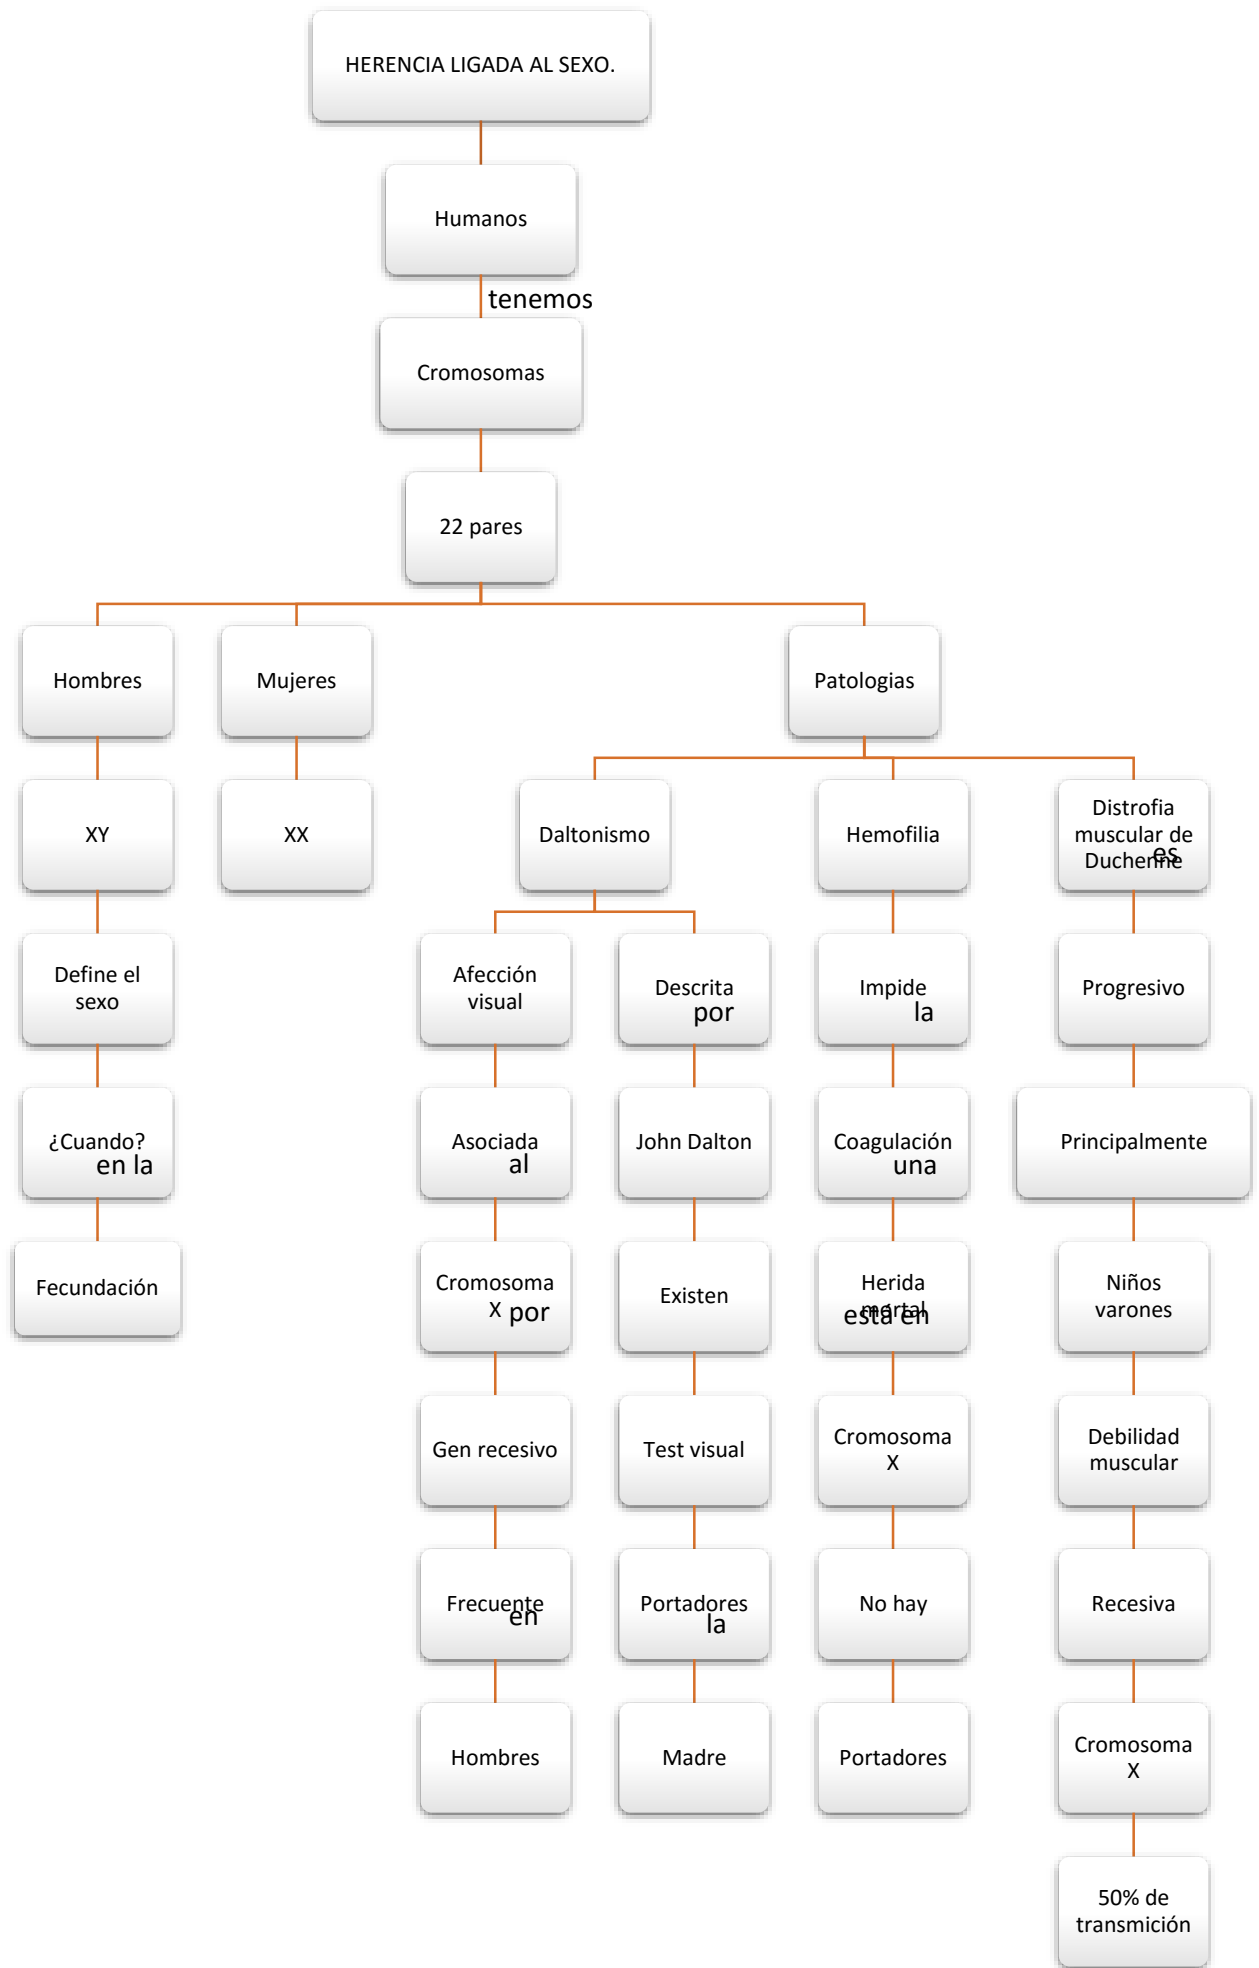 HERENCIA LIGADA AL SEXO.
Humanos
tenemos
Cromosomas
22 pares
Hombres
Mujeres
Patologias
XY
XX
Daltonismo
Hemofilia
Distrofia
muscular de
Duchenne
es
Define el
sexo
Afección
visual
Descrita
por
Impide
la
Progresivo
¿Cuando?
en la
Asociada
al
John Dalton
Coagulación
una
Principalmente
Fecundación
Cromosoma
X por
Existen
Herida
mortal
está en
Niños
varones
Gen recesivo
Test visual
Cromosoma
X
Debilidad
muscular
Frecuente
en
Portadores
la
No hay
Recesiva
Hombres
Madre
Portadores
Cromosoma
X
50% de
transmición